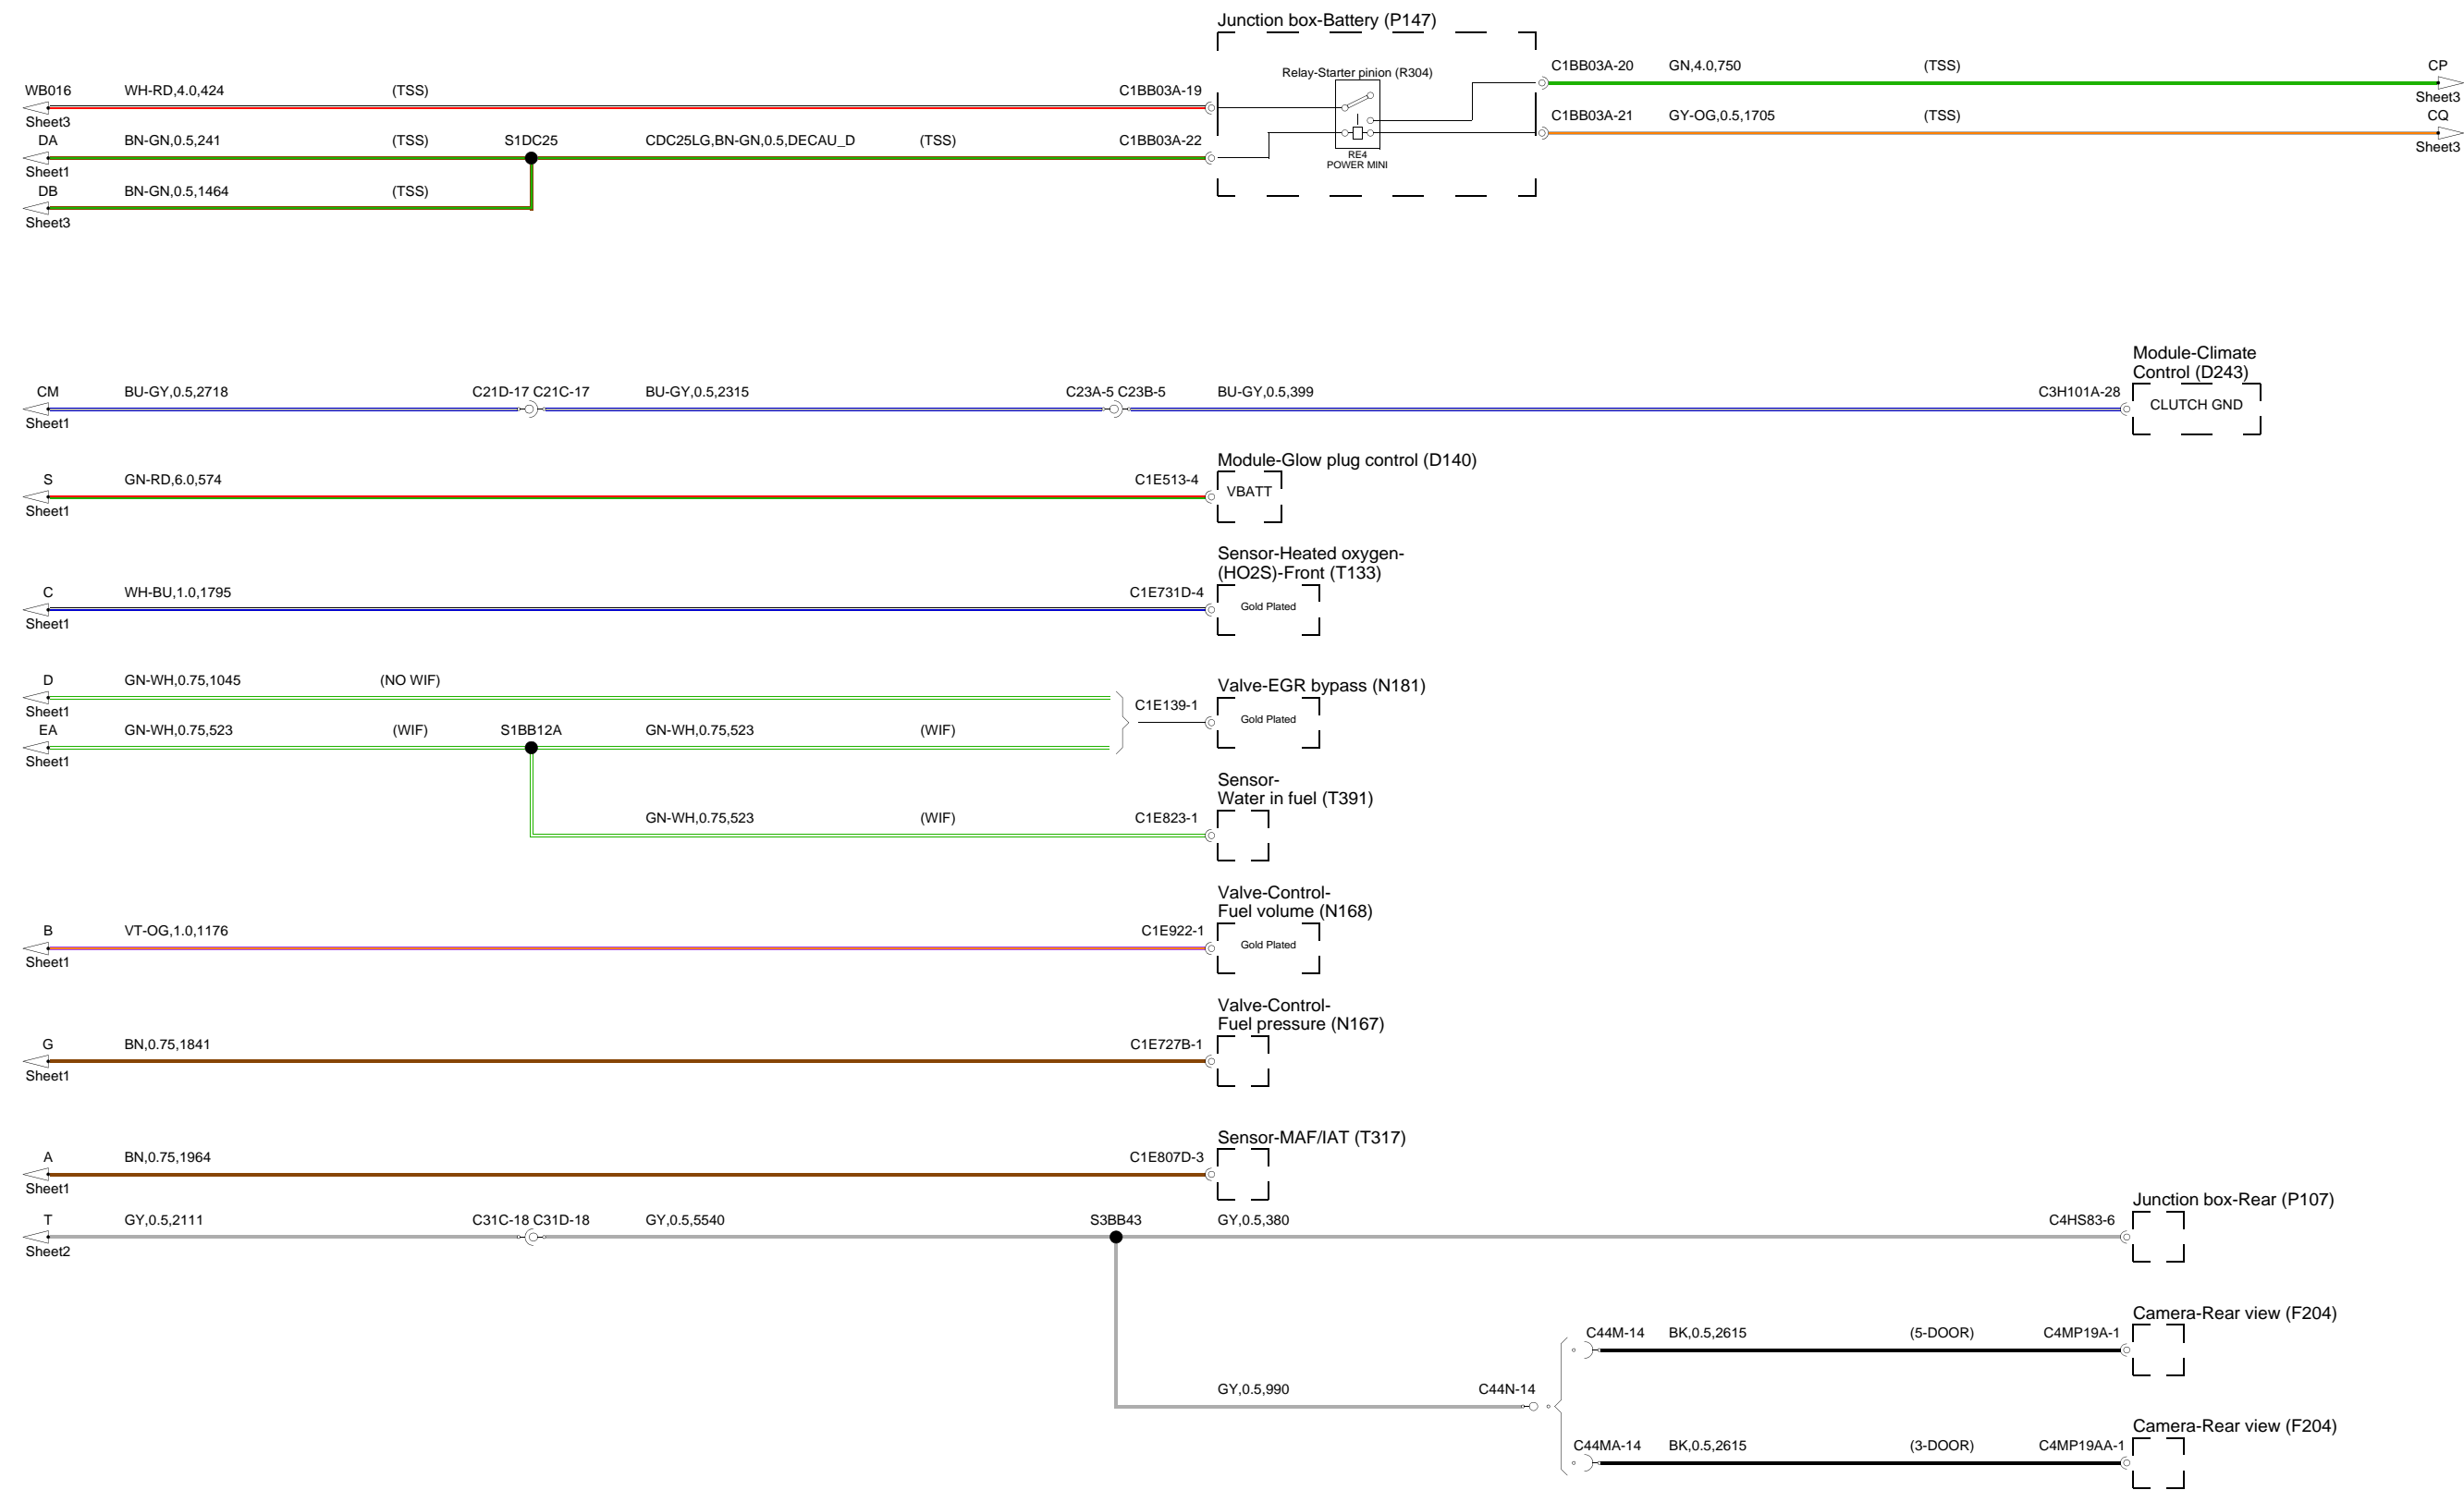 Junction box-Battery (P147)
C1BB03A-20 GN,4.0,750 (TSS) CP
Relay-Starter pinion (R304)
WB016 WH-RD,4.0,424 (TSS) C1BB03A-19
Sheet3
C1BB03A-21 GY-OG,0.5,1705 (TSS) CQ
Sheet3
DA BN-GN,0.5,241 (TSS) S1DC25 CDC25LG,BN-GN,0.5,DECAU_D (TSS) C1BB03A-22
Sheet3
RE4
POWER MINI
Sheet1
DB BN-GN,0.5,1464 (TSS)
Sheet3
Module-Climate
Control (D243)
CM BU-GY,0.5,2718 C21D-17 C21C-17 BU-GY,0.5,2315 C23A-5 C23B-5 BU-GY,0.5,399 C3H101A-28
CLUTCH GND
Sheet1
Module-Glow plug control (D140)
S GN-RD,6.0,574 C1E513-4
VBATT
Sheet1
Sensor-Heated oxygen-
(HO2S)-Front (T133)
C WH-BU,1.0,1795 C1E731D-4
Gold Plated
Sheet1
D GN-WH,0.75,1045 (NO WIF)
Valve-EGR bypass (N181)
Sheet1
C1E139-1
Gold Plated
EA GN-WH,0.75,523 (WIF) S1BB12A GN-WH,0.75,523 (WIF)
Sheet1
Sensor-
Water in fuel (T391)
GN-WH,0.75,523 (WIF) C1E823-1
Valve-Control-
Fuel volume (N168)
B VT-OG,1.0,1176 C1E922-1
Gold Plated
Sheet1
Valve-Control-
Fuel pressure (N167)
G BN,0.75,1841 C1E727B-1
Sheet1
Sensor-MAF/IAT (T317)
A BN,0.75,1964 C1E807D-3
Sheet1
Junction box-Rear (P107)
T GY,0.5,2111 C31C-18 C31D-18 GY,0.5,5540 S3BB43 GY,0.5,380 C4HS83-6
Sheet2
Camera-Rear view (F204)
C44M-14 BK,0.5,2615 (5-DOOR) C4MP19A-1
GY,0.5,990 C44N-14
Camera-Rear view (F204)
C44MA-14 BK,0.5,2615 (3-DOOR) C4MP19AA-1